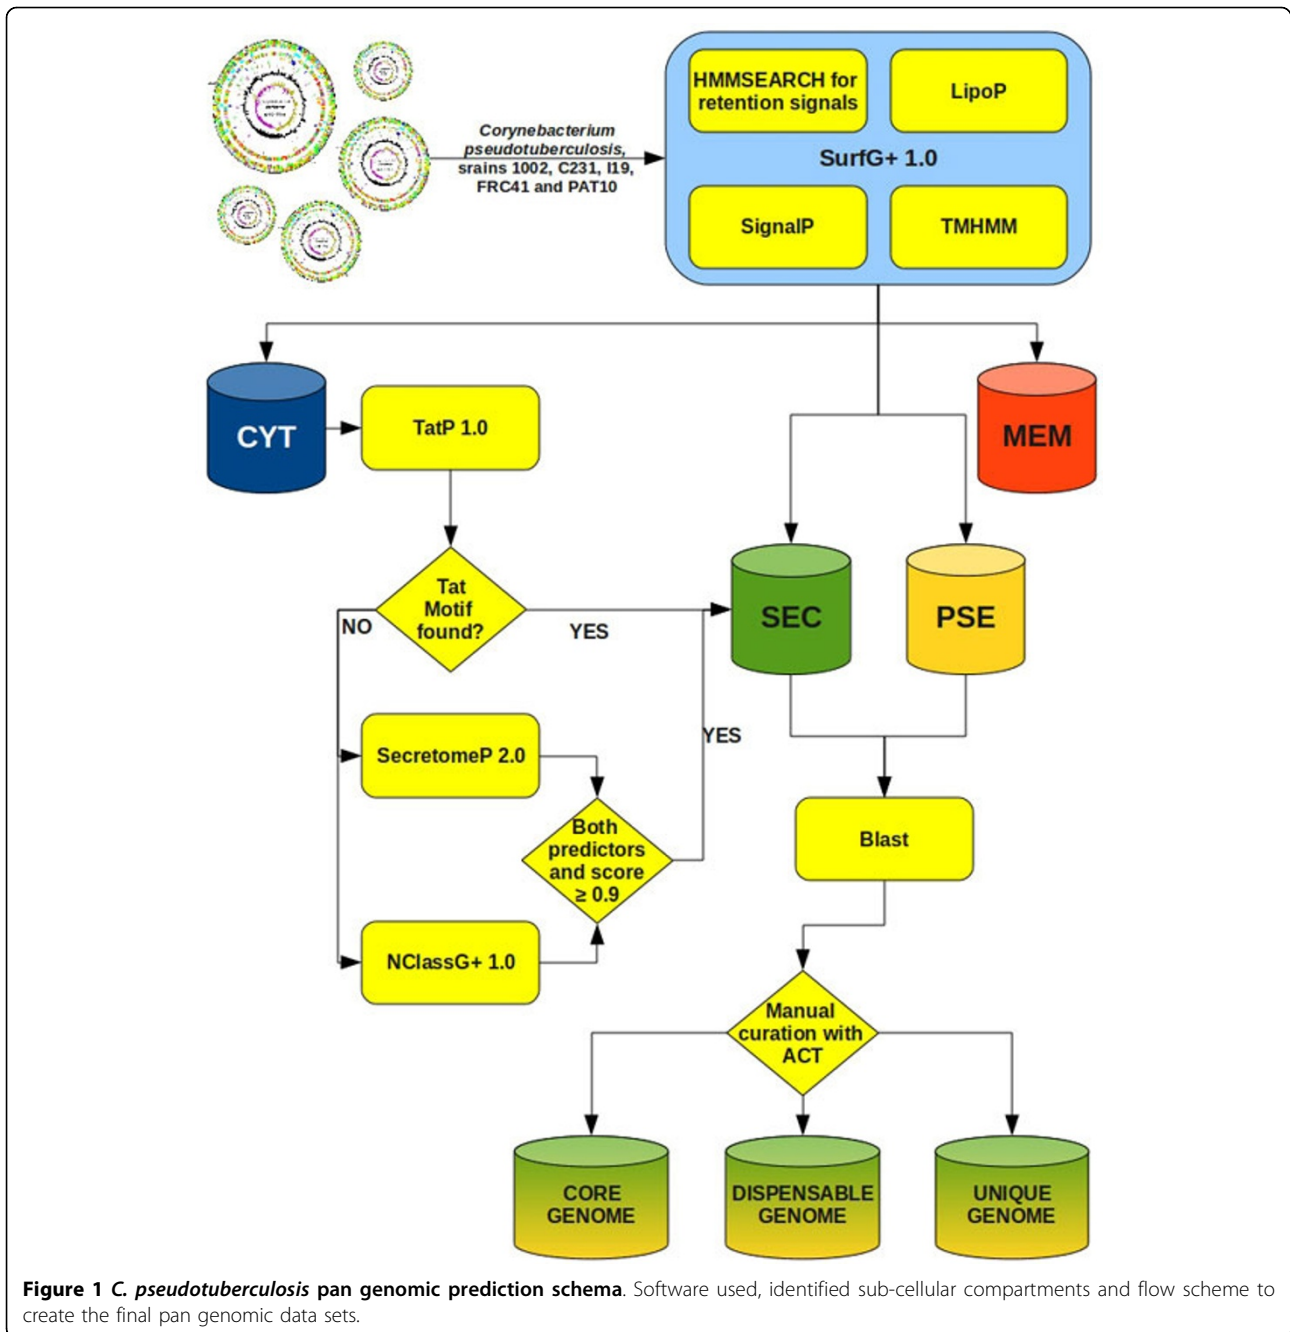 HMMSEARCH for
retention signals
LipoP
Corynebacterium
pseudotuberculosis,
srains 1002, C231, I19,
FRC41 and PAT10
SurfG+ 1.0
SignalP
TMHMM
CYT
TatP 1.0
MEM
Tat
Motif
found?
NO
YES
SEC
PSE
YES
SecretomeP 2.0
Both
predictors
and score
≥ 0.9
Blast
NClassG+ 1.0
Manual
curation with
ACT
CORE
GENOME
DISPENSABLE
GENOME
UNIQUE
GENOME
Figure 1 C. pseudotuberculosis pan genomic prediction schema. Software used, identified sub-cellular compartments and flow scheme to
create the final pan genomic data sets.